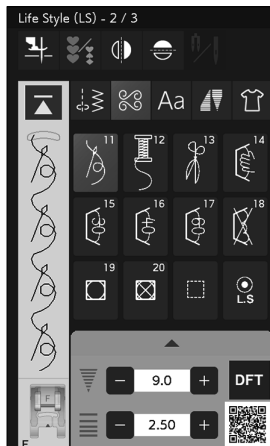 Life Style (LS) - 2 / 3
Aa
11 12 13 14
15 16 17 18
19 20 L.S
− 9.0 + DFT
− 2.50 +
F
F